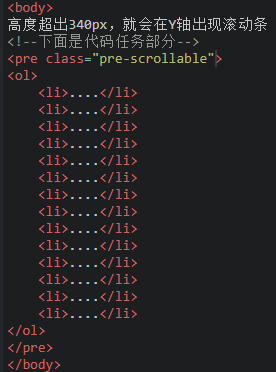 <body>
高度超出340px，就会在Y轴出现滚动条
<!--下面是代码任务部分-->
<pre class="pre-scrollable">
<ol>
    <li>....</li>
    <li>....</li>
    <li>....</li>
    <li>....</li>
    <li>....</li>
    <li>....</li>
    <li>....</li>
    <li>....</li>
    <li>....</li>
    <li>....</li>
    <li>....</li>
    <li>....</li>
    <li>....</li>
    <li>....</li>
</ol>
</pre>
</body>